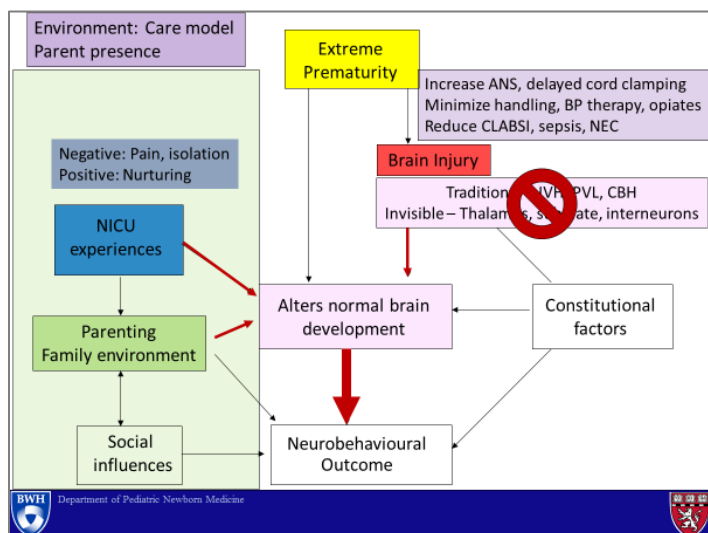 Environment: Care model
Parent presence
Extreme
Prematurity
Increase ANS, delayed cord clamping
Minimize handling, BP therapy, opiates
Reduce CLABSI, sepsis, NEC
Negative: Pain, isolation
Positive: Nurturing
Brain Injury
IVH, PVL, CBH
Invisible – Thalamus, interneurons
NICU
experiences
Alters normal brain
development
Constitutional
factors
Parenting
Family environment
Social
influences
Neurobehavioural
Outcome
BWH
Department of Pediatric Newborn Medicine